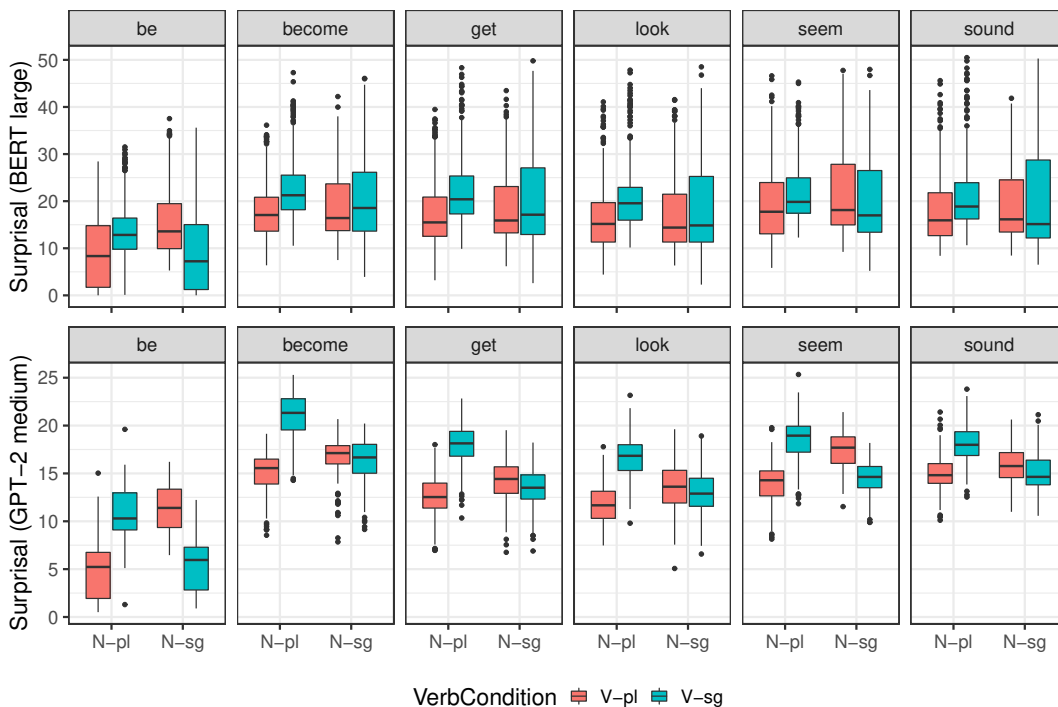 be become get look seem sound
Surprisal (BERT large)
50
40
30
20
10
0
be become get look seem sound
Surprisal (GPT−2 medium)
25
20
15
10
5
0
N−pl N−sg N−pl N−sg N−pl N−sg N−pl N−sg N−pl N−sg N−pl N−sg
VerbCondition V−pl V−sg